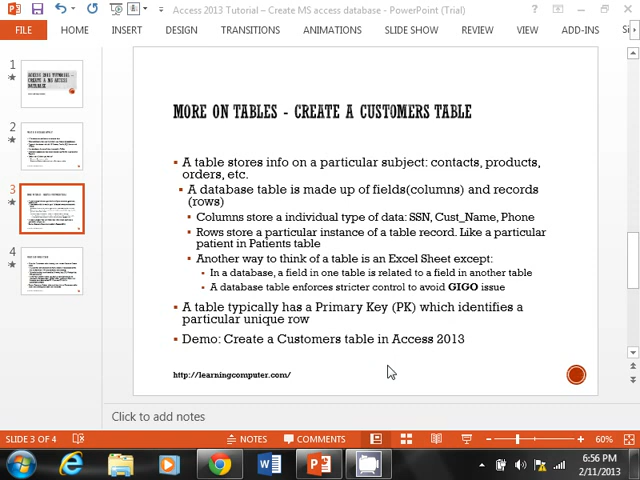 Access 2013 Tutorial – Create MS access database - PowerPoint (Trial)
FILE HOME INSERT DESIGN TRANSITIONS ANIMATIONS SLIDE SHOW REVIEW VIEW ADD-INS
1
2
3
4
MORE ON TABLES - CREATE A CUSTOMERS TABLE
A table stores info on a particular subject: contacts, products,
orders, etc.
A database table is made up of fields(columns) and records
(rows)
Columns store a individual type of data: SSN, Cust_Name, Phone
Rows store a particular instance of a table record. Like a particular
patient in Patients table
Another way to think of a table is an Excel Sheet except:
In a database, a field in one table is related to a field in another table
A database table enforces stricter control to avoid GIGO issue
A table typically has a Primary Key (PK) which identifies a
particular unique row
Demo: Create a Customers table in Access 2013
http://learningcomputer.com/
Click to add notes
SLIDE 3 OF 4 NOTES COMMENTS 60%
6:56 PM
2/11/2013